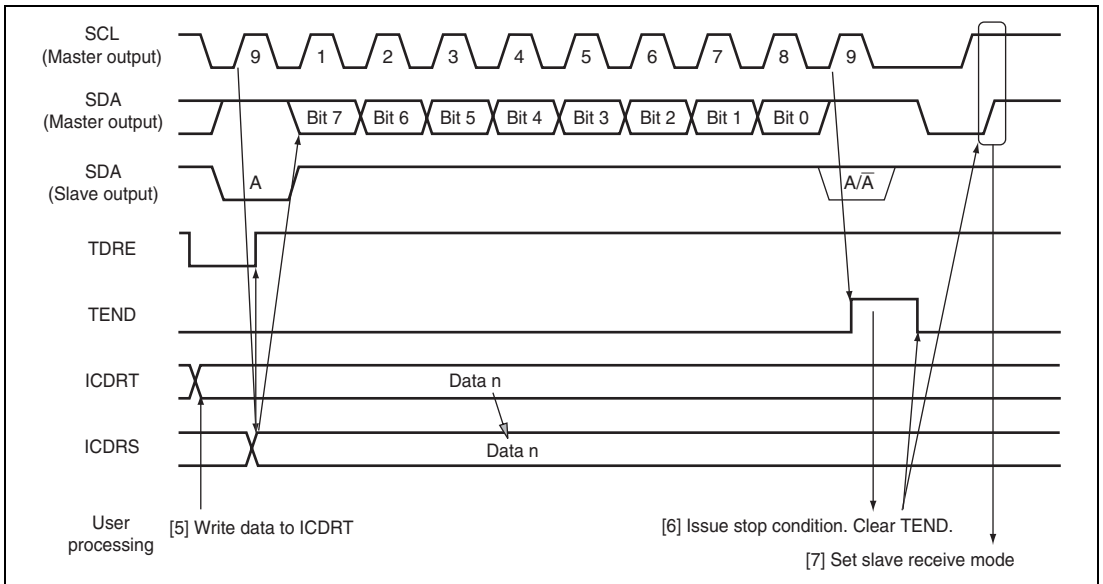 SCL
(Master output)
9 1 2 3 4 5 6 7 8 9
SDA
(Master output)
Bit 7 Bit 6 Bit 5 Bit 4 Bit 3 Bit 2 Bit 1 Bit 0
SDA
(Slave output)
A A/A̅
TDRE
TEND
ICDRT
Data n
ICDRS
Data n
User
processing
[5] Write data to ICDRT
[6] Issue stop condition. Clear TEND.
[7] Set slave receive mode